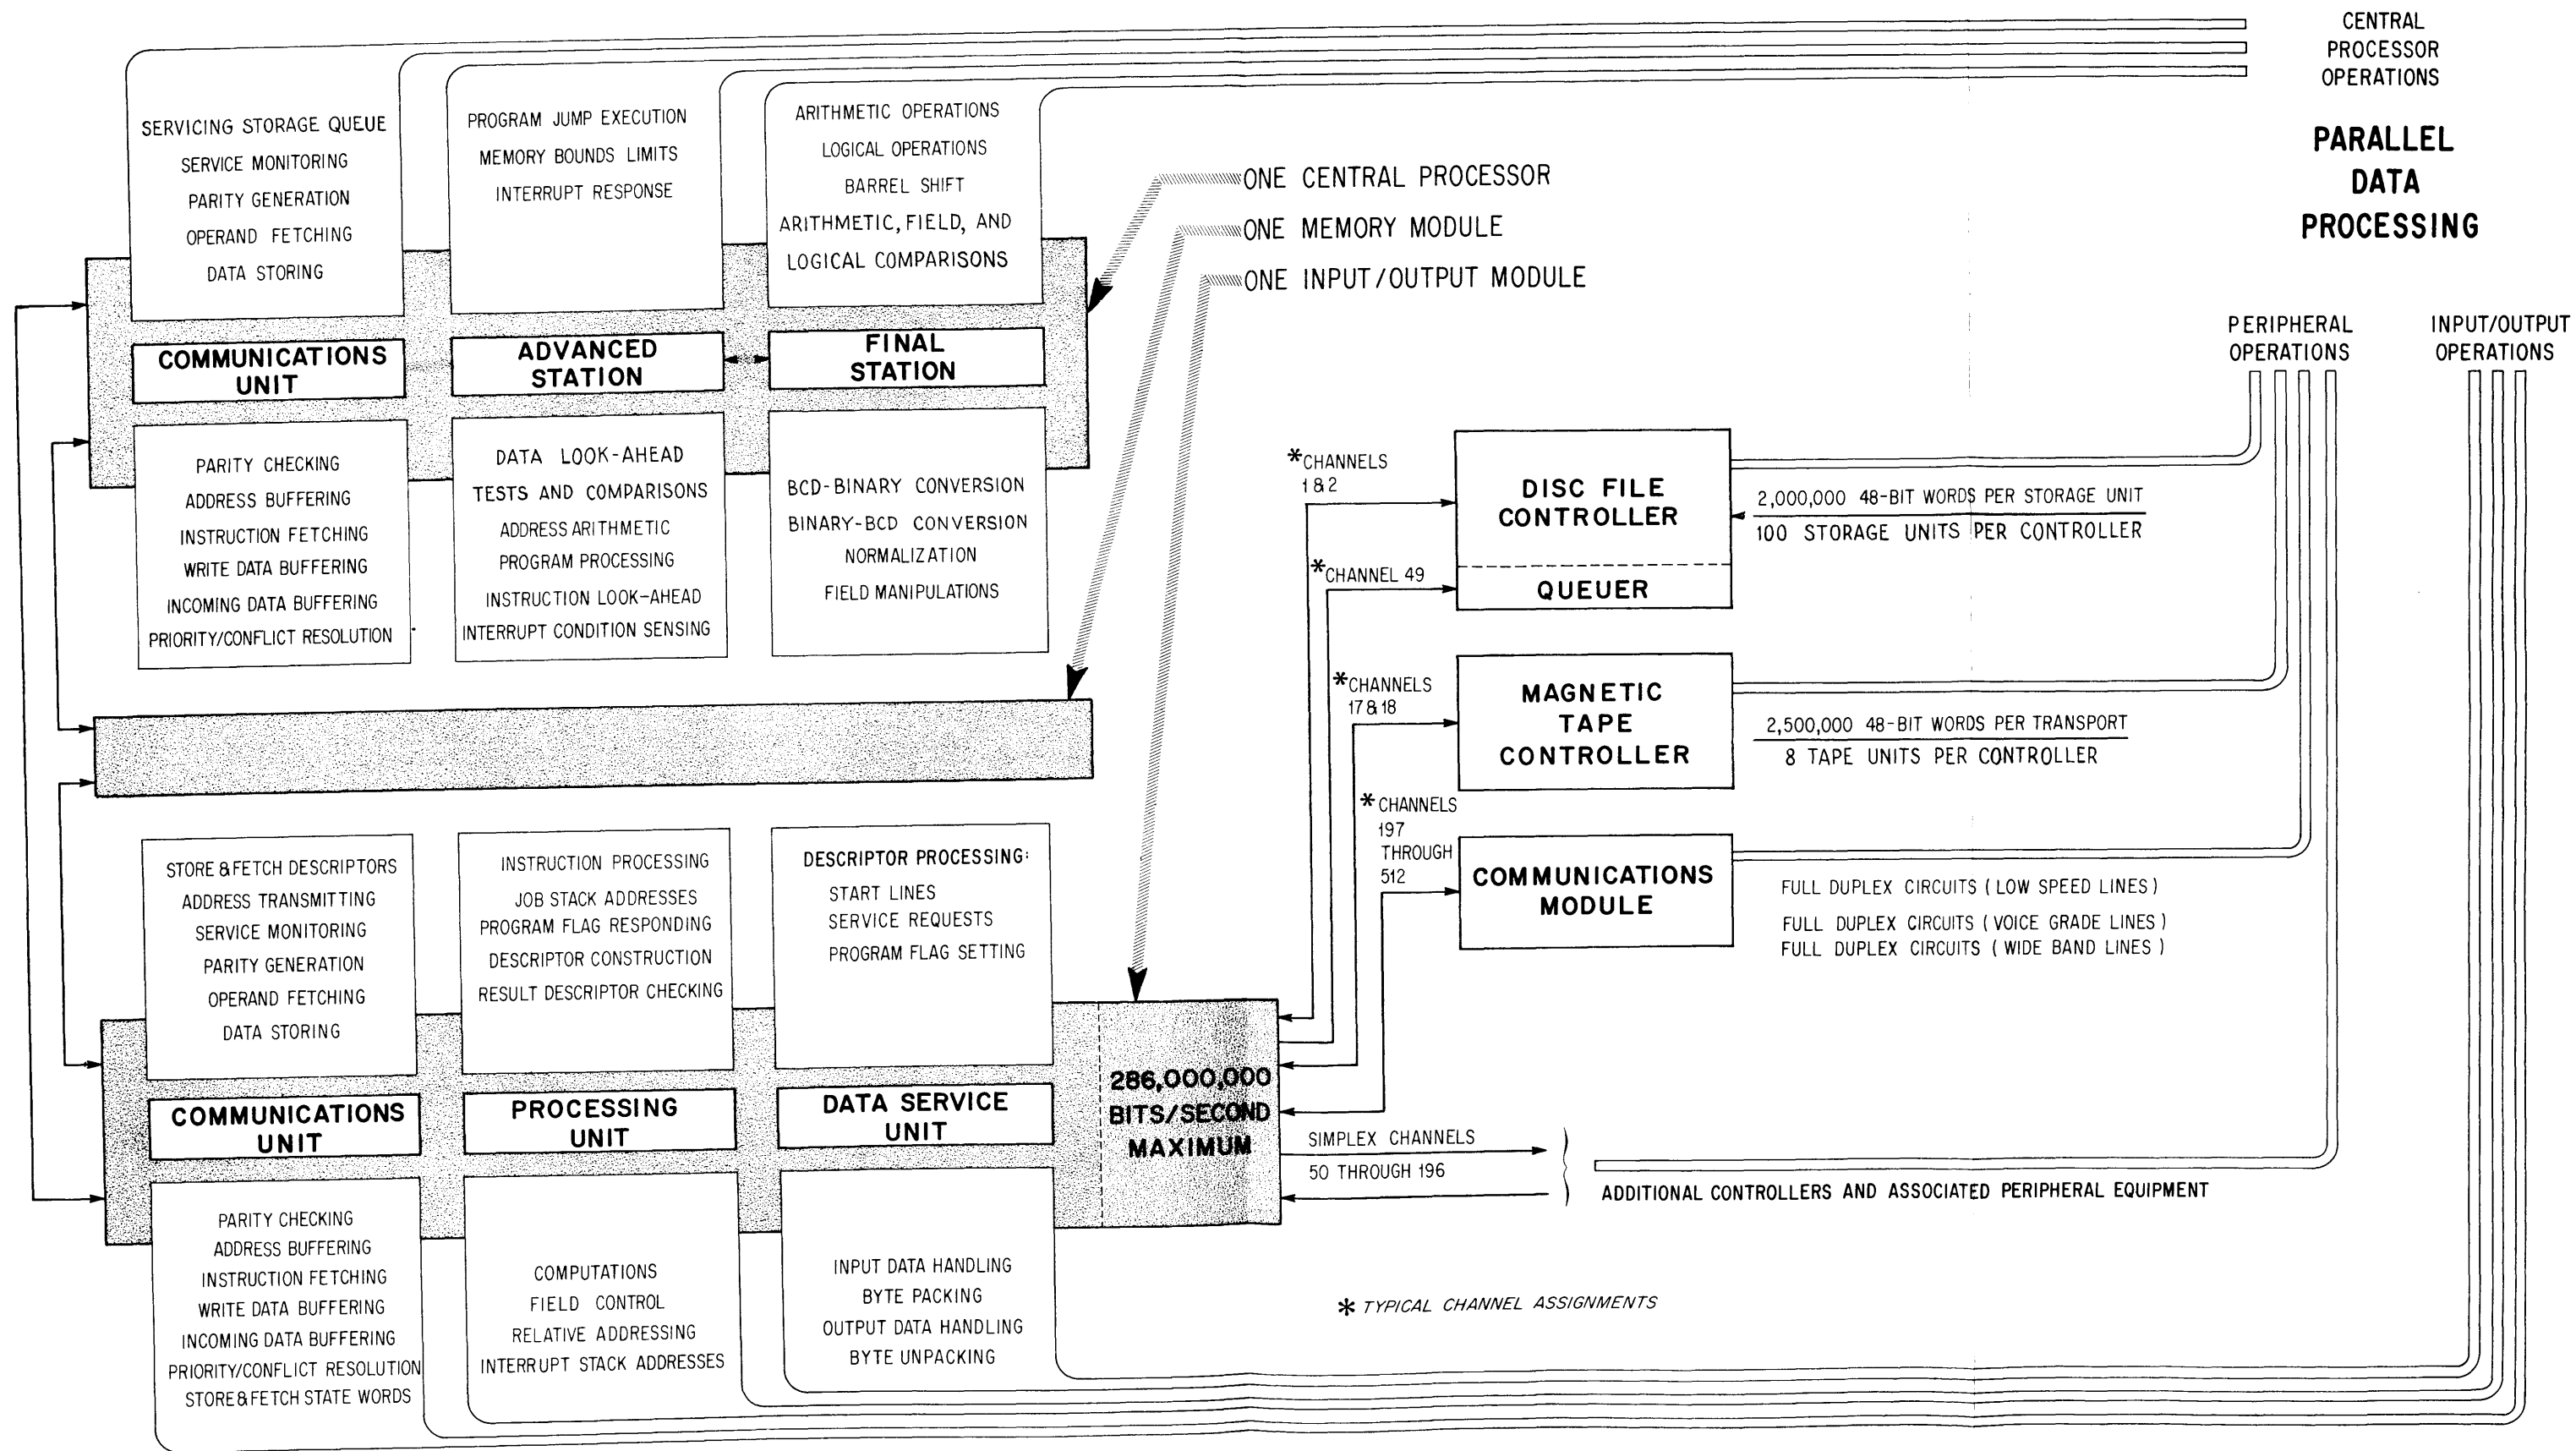 CENTRAL
PROCESSOR
OPERATIONS
PARALLEL
DATA
PROCESSING
SERVICING STORAGE QUEUE
SERVICE MONITORING
PARITY GENERATION
OPERAND FETCHING
DATA STORING
PROGRAM JUMP EXECUTION
MEMORY BOUNDS LIMITS
INTERRUPT RESPONSE
ARITHMETIC OPERATIONS
LOGICAL OPERATIONS
BARREL SHIFT
ARITHMETIC, FIELD, AND
LOGICAL COMPARISONS
ONE CENTRAL PROCESSOR
ONE MEMORY MODULE
ONE INPUT/OUTPUT MODULE
PERIPHERAL
OPERATIONS
INPUT/OUTPUT
OPERATIONS
COMMUNICATIONS
UNIT
ADVANCED
STATION
FINAL
STATION
PARITY CHECKING
ADDRESS BUFFERING
INSTRUCTION FETCHING
WRITE DATA BUFFERING
INCOMING DATA BUFFERING
PRIORITY/CONFLICT RESOLUTION
DATA LOOK-AHEAD
TESTS AND COMPARISONS
ADDRESS ARITHMETIC
PROGRAM PROCESSING
INSTRUCTION LOOK-AHEAD
INTERRUPT CONDITION SENSING
BCD-BINARY CONVERSION
BINARY-BCD CONVERSION
NORMALIZATION
FIELD MANIPULATIONS
*CHANNELS
1 & 2
DISC FILE
CONTROLLER
2,000,000 48-BIT WORDS PER STORAGE UNIT
100 STORAGE UNITS PER CONTROLLER
*CHANNEL 49
QUEUER
*CHANNELS
17 & 18
MAGNETIC
TAPE
CONTROLLER
2,500,000 48-BIT WORDS PER TRANSPORT
8 TAPE UNITS PER CONTROLLER
*CHANNELS
197
THROUGH
512
COMMUNICATIONS
MODULE
FULL DUPLEX CIRCUITS (LOW SPEED LINES)
FULL DUPLEX CIRCUITS (VOICE GRADE LINES)
FULL DUPLEX CIRCUITS (WIDE BAND LINES)
STORE & FETCH DESCRIPTORS
ADDRESS TRANSMITTING
SERVICE MONITORING
PARITY GENERATION
OPERAND FETCHING
DATA STORING
INSTRUCTION PROCESSING
JOB STACK ADDRESSES
PROGRAM FLAG RESPONDING
DESCRIPTOR CONSTRUCTION
RESULT DESCRIPTOR CHECKING
DESCRIPTOR PROCESSING:
START LINES
SERVICE REQUESTS
PROGRAM FLAG SETTING
COMMUNICATIONS
UNIT
PROCESSING
UNIT
DATA SERVICE
UNIT
286,000,000
BITS/SECOND
MAXIMUM
SIMPLEX CHANNELS
50 THROUGH 196
ADDITIONAL CONTROLLERS AND ASSOCIATED PERIPHERAL EQUIPMENT
PARITY CHECKING
ADDRESS BUFFERING
INSTRUCTION FETCHING
WRITE DATA BUFFERING
INCOMING DATA BUFFERING
PRIORITY/CONFLICT RESOLUTION
STORE & FETCH STATE WORDS
COMPUTATIONS
FIELD CONTROL
RELATIVE ADDRESSING
INTERRUPT STACK ADDRESSES
INPUT DATA HANDLING
BYTE PACKING
OUTPUT DATA HANDLING
BYTE UNPACKING
* TYPICAL CHANNEL ASSIGNMENTS